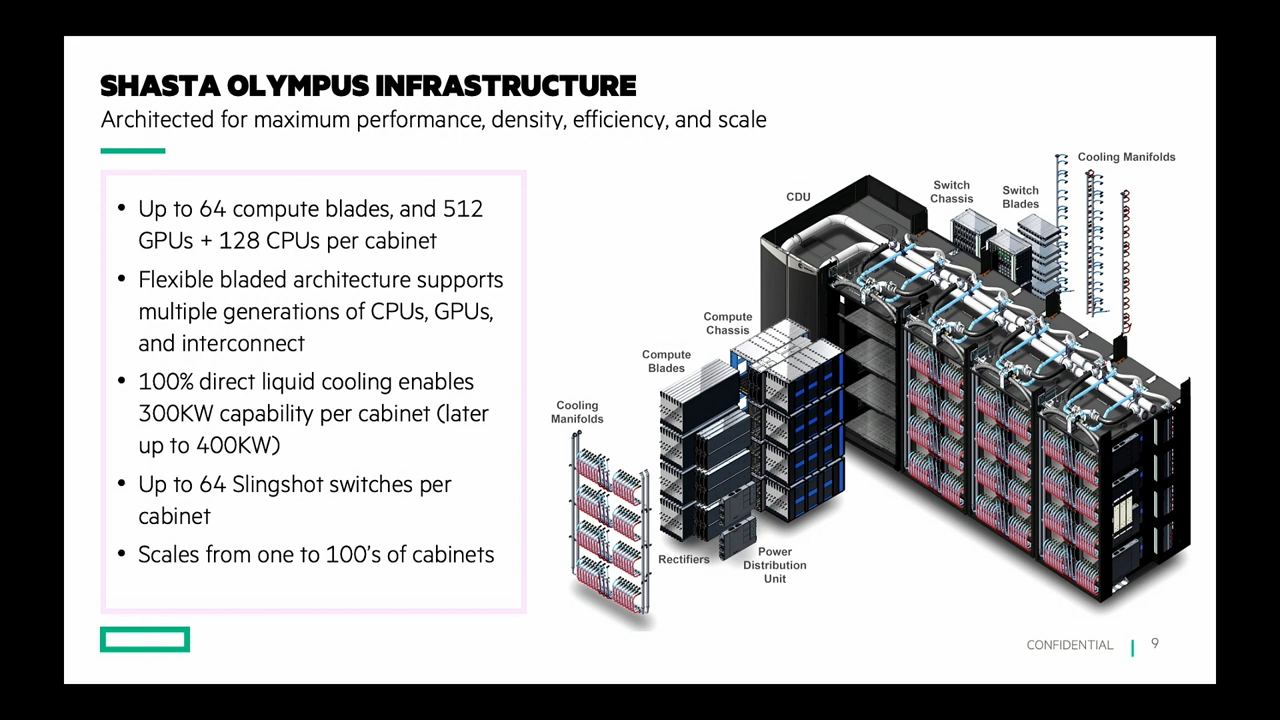 SHASTA OLYMPUS INFRASTRUCTURE
Architected for maximum performance, density, efficiency, and scale
• Up to 64 compute blades, and 512
GPUs + 128 CPUs per cabinet
• Flexible bladed architecture supports
multiple generations of CPUs, GPUs,
and interconnect
• 100% direct liquid cooling enables
300KW capability per cabinet (later
up to 400KW)
• Up to 64 Slingshot switches per
cabinet
• Scales from one to 100's of cabinets
Cooling Manifolds
CDU
Switch
Chassis
Switch
Blades
Compute
Chassis
Compute
Blades
Cooling
Manifolds
Rectifiers
Power
Distribution
Unit
CONFIDENTIAL
9